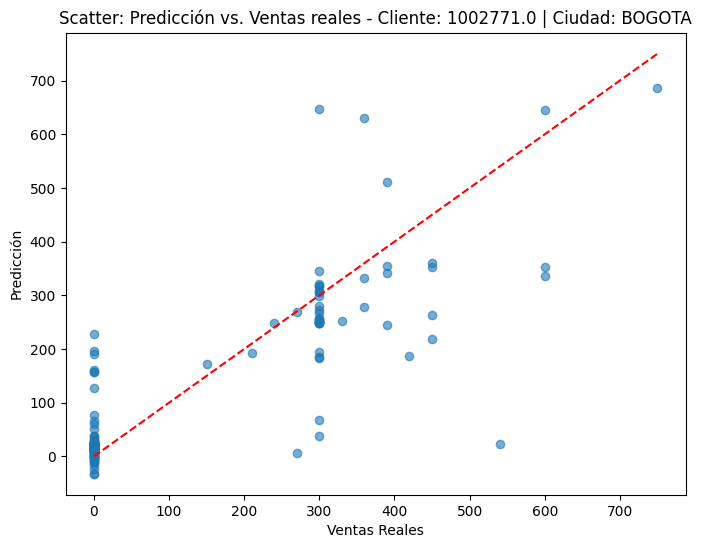 Scatter: Predicción vs. Ventas reales - Cliente: 1002771.0 | Ciudad: BOGOTA
700
600
500
400
300
200
100
0
Predicción
0 100 200 300 400 500 600 700
Ventas Reales